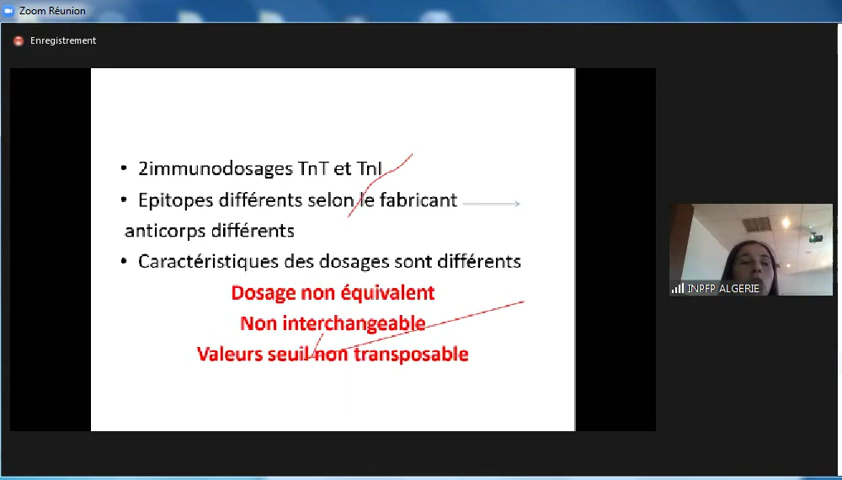 Zoom Réunion
Enregistrement
• 2immunodosages TnT et TnI
• Epitopes différents selon le fabricant
anticorps différents
• Caractéristiques des dosages sont différents
Dosage non équivalent
Non interchangeable
Valeurs seuil non transposable
INPFP ALGERIE